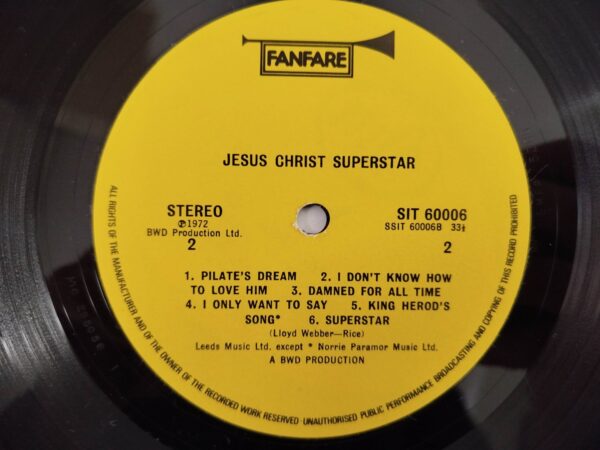 FANFARE
JESUS CHRIST SUPERSTAR
STEREO
℗1972
BWD Production Ltd.
2
SIT 60006
SSIT 60006B 33⅓
2
1. PILATE'S DREAM 2. I DON'T KNOW HOW
TO LOVE HIM 3. DAMNED FOR ALL TIME
4. I ONLY WANT TO SAY 5. KING HEROD'S
SONG* 6. SUPERSTAR
(Lloyd Webber—Rice)
Leeds Music Ltd. except * Norrie Paramor Music Ltd.
A BWD PRODUCTION
ALL RIGHTS OF THE MANUFACTURER AND OF THE OWNER OF THE RECORDED WORK RESERVED UNAUTHORISED PUBLIC PERFORMANCE BROADCASTING AND COPYING OF THIS RECORD PROHIBITED